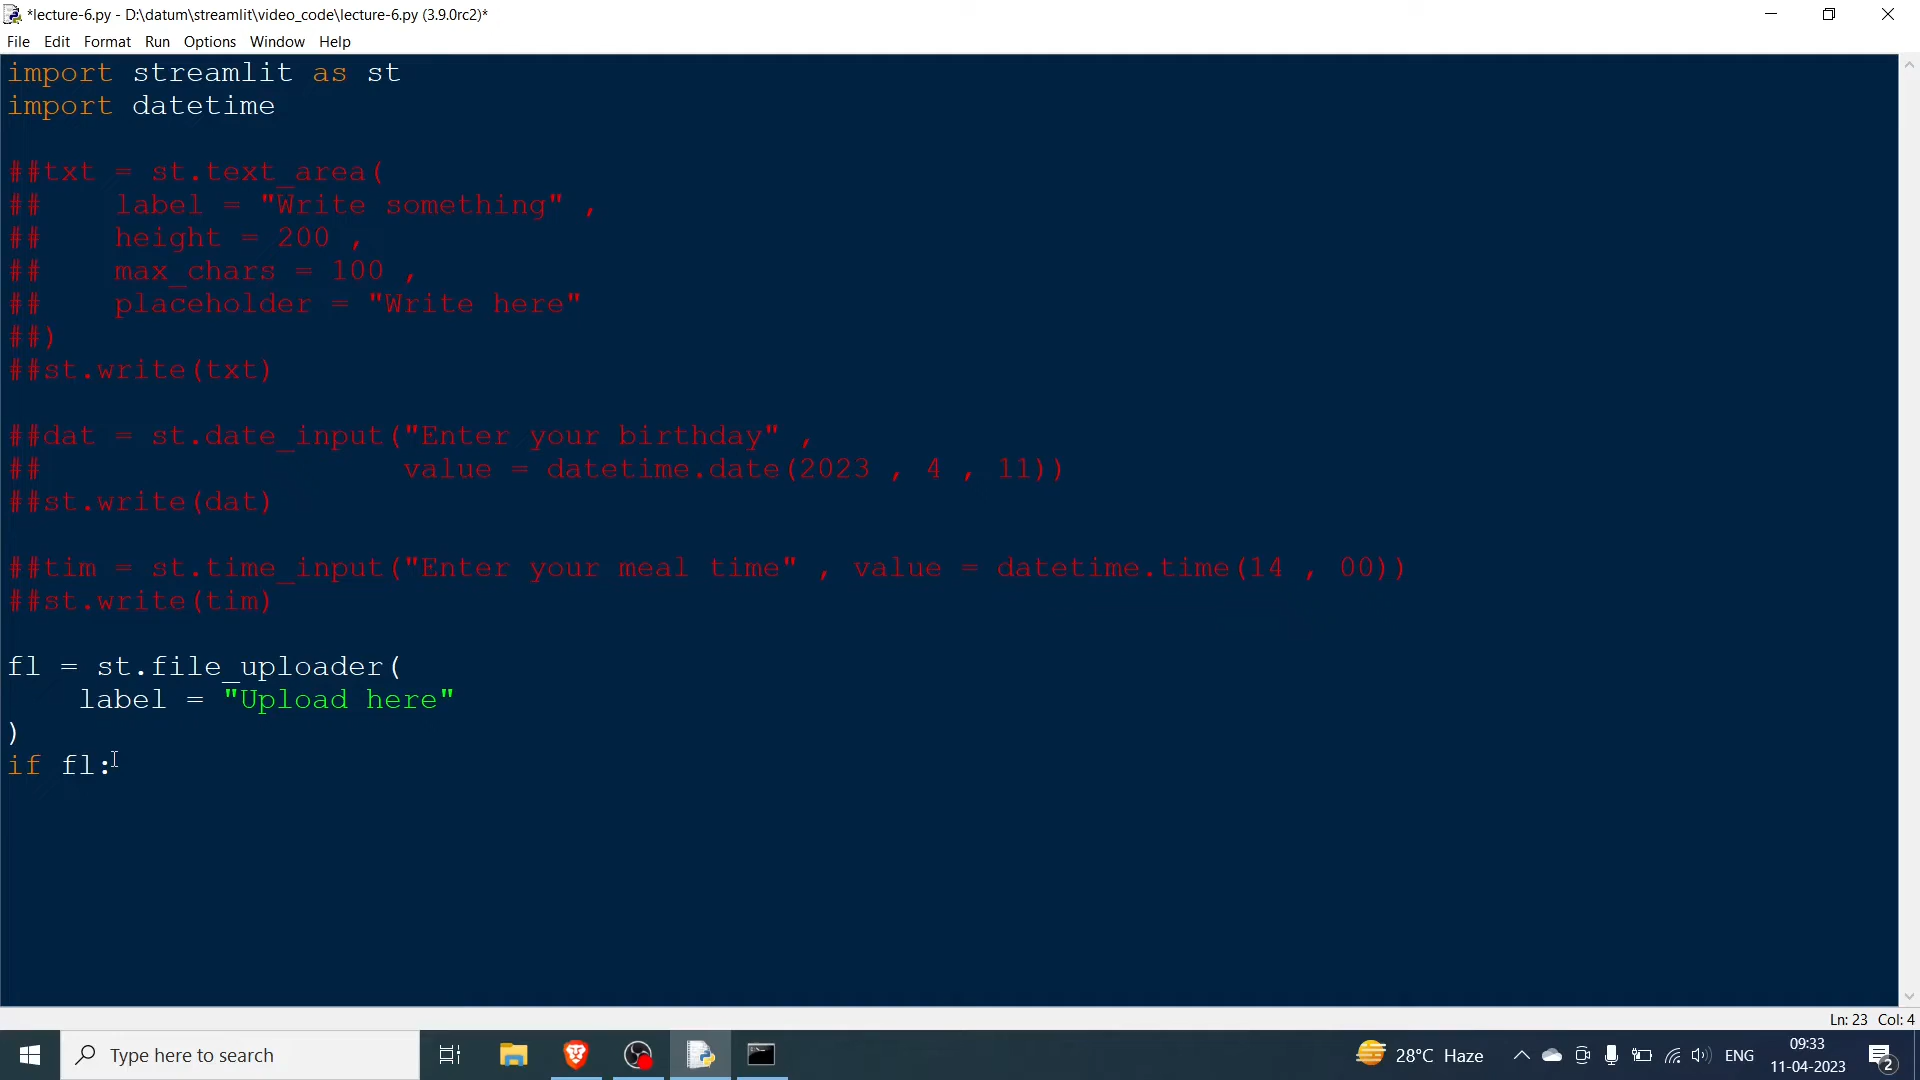 *lecture-6.py - D:\datum\streamlit\video_code\lecture-6.py (3.9.0rc2)*
File Edit Format Run Options Window Help
import streamlit as st
import datetime
##txt = st.text_area(
##    label = "Write something" ,
##    height = 200 ,
##    max_chars = 100 ,
##    placeholder = "Write here"
##)
##st.write(txt)
##dat = st.date_input("Enter your birthday" ,
##                    value = datetime.date(2023 , 4 , 11))
##st.write(dat)
##tim = st.time_input("Enter your meal time" , value = datetime.time(14 , 00))
##st.write(tim)
fl = st.file_uploader(
    label = "Upload here"
)
if fl:
Ln: 23 Col: 4
Type here to search
28°C Haze
ENG
09:33
11-04-2023
2